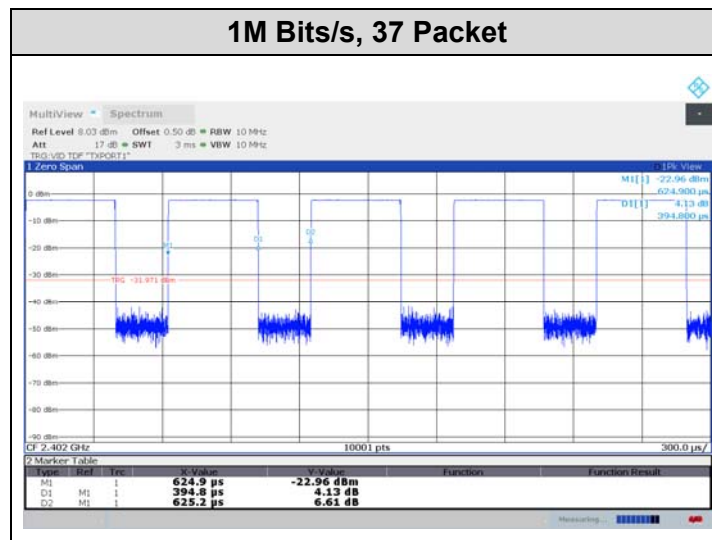 1M Bits/s, 37 Packet
MultiView Spectrum
Ref Level 8.03 dBm Offset 0.50 dB RBW 10 MHz
Att 17 dB SWT 3 ms VBW 10 MHz
TRG:VID TDF "TXPORT1"
1 Zero Span 1Pk View
M1[1] -22.96 dBm
624.900 µs
D1[1] 4.13 dB
394.800 µs
0 dBm
-10 dBm
D2
D1
M1
-20 dBm
-30 dBm
TRG -31.971 dBm
-40 dBm
-50 dBm
-60 dBm
-70 dBm
-80 dBm
-90 dBm
CF 2.402 GHz 10001 pts 300.0 µs/
2 Marker Table
Type Ref Trc X-Value Y-Value Function Function Result
M1 1 624.9 µs -22.96 dBm
D1 M1 1 394.8 µs 4.13 dB
D2 M1 1 625.2 µs 6.61 dB
Measuring...